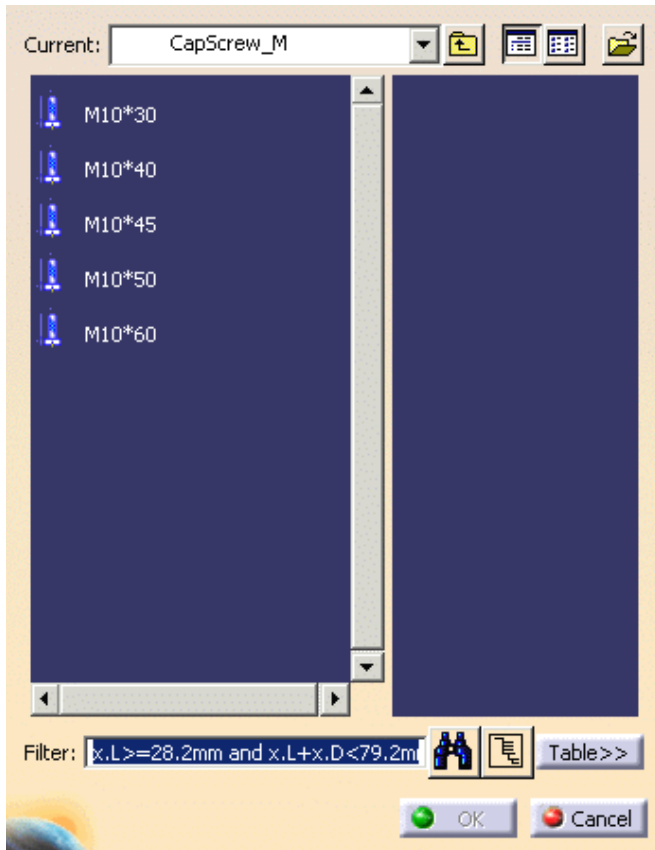 Current: CapScrew_M
M10*30
M10*40
M10*45
M10*50
M10*60
Filter: x.L>=28.2mm and x.L+x.D<79.2m Table>>
OK Cancel